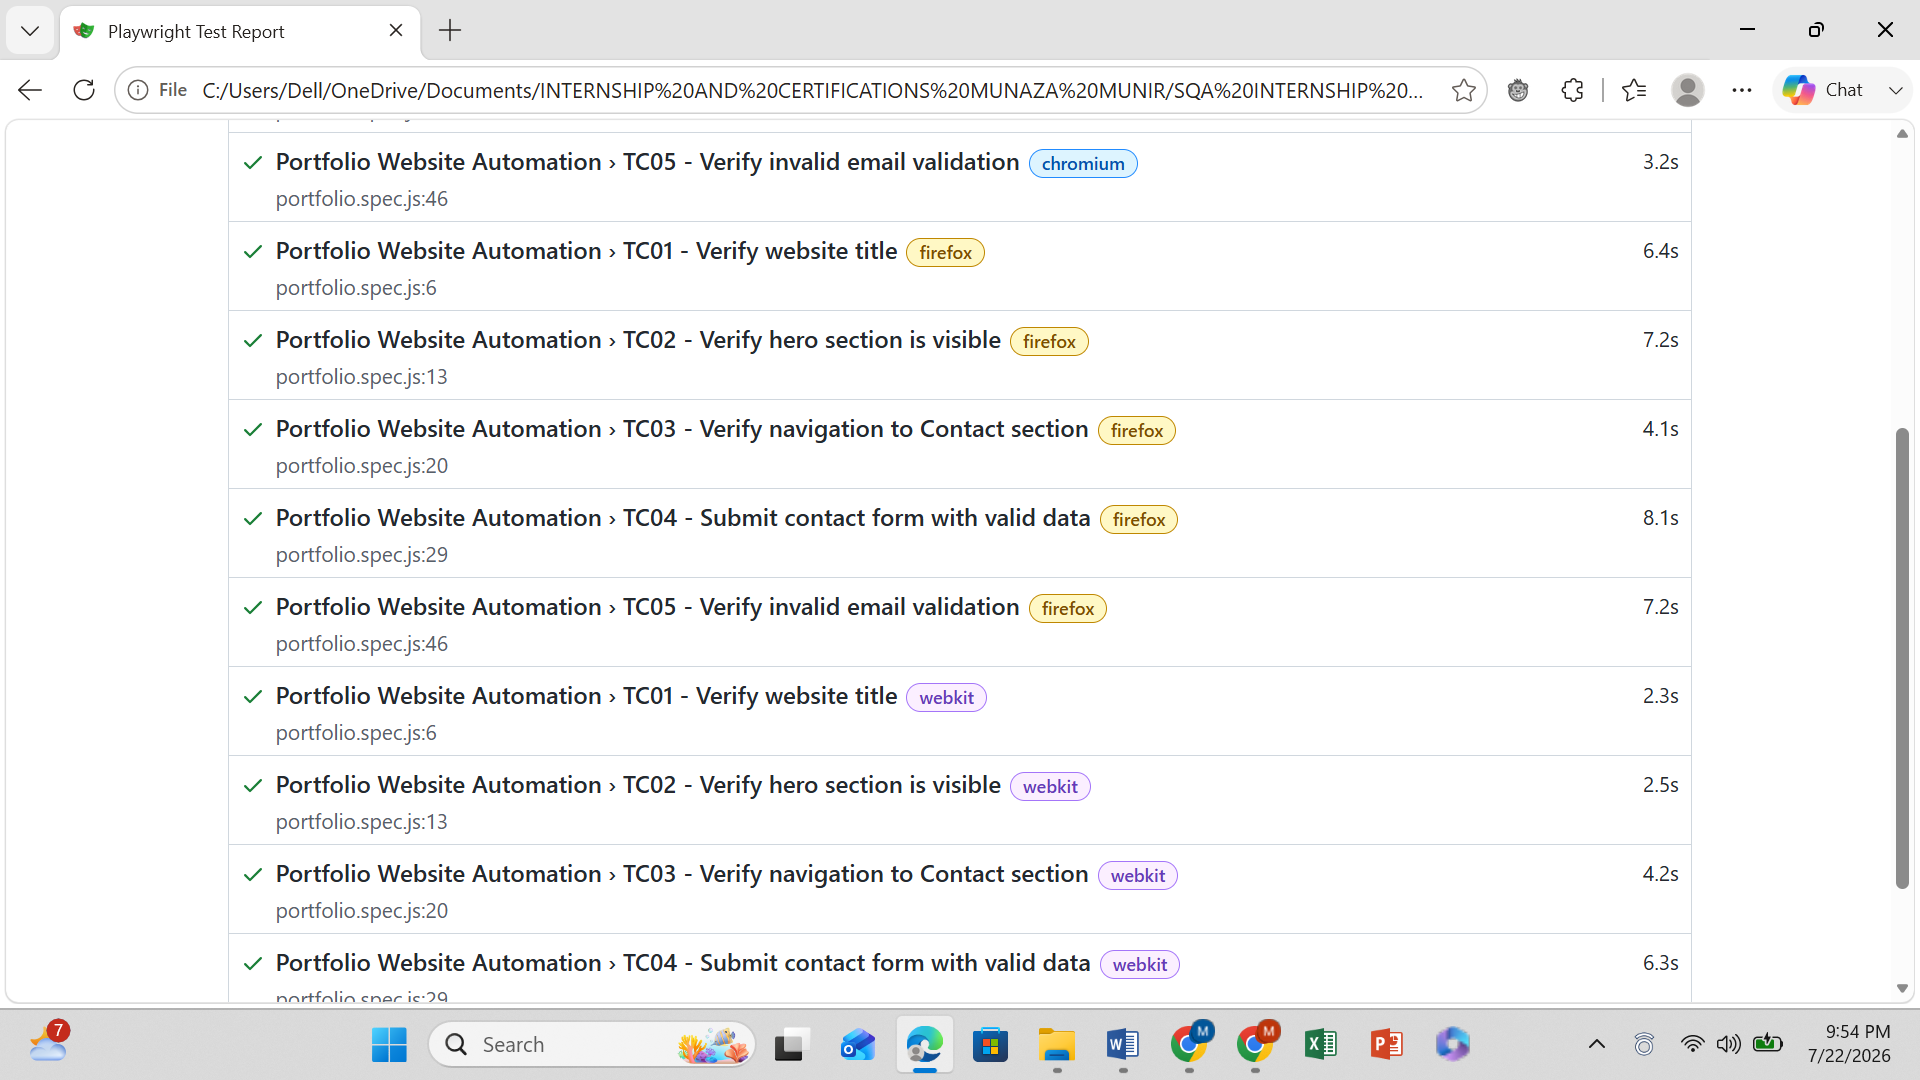 Playwright Test Report
File C:/Users/Dell/OneDrive/Documents/INTERNSHIP%20AND%20CERTIFICATIONS%20MUNAZA%20MUNIR/SQA%20INTERNSHIP%20...
Chat
Portfolio Website Automation › TC05 - Verify invalid email validation chromium 3.2s
portfolio.spec.js:46
Portfolio Website Automation › TC01 - Verify website title firefox 6.4s
portfolio.spec.js:6
Portfolio Website Automation › TC02 - Verify hero section is visible firefox 7.2s
portfolio.spec.js:13
Portfolio Website Automation › TC03 - Verify navigation to Contact section firefox 4.1s
portfolio.spec.js:20
Portfolio Website Automation › TC04 - Submit contact form with valid data firefox 8.1s
portfolio.spec.js:29
Portfolio Website Automation › TC05 - Verify invalid email validation firefox 7.2s
portfolio.spec.js:46
Portfolio Website Automation › TC01 - Verify website title webkit 2.3s
portfolio.spec.js:6
Portfolio Website Automation › TC02 - Verify hero section is visible webkit 2.5s
portfolio.spec.js:13
Portfolio Website Automation › TC03 - Verify navigation to Contact section webkit 4.2s
portfolio.spec.js:20
Portfolio Website Automation › TC04 - Submit contact form with valid data webkit 6.3s
portfolio.spec.js:29
7
Search
M
M
9:54 PM
7/22/2026